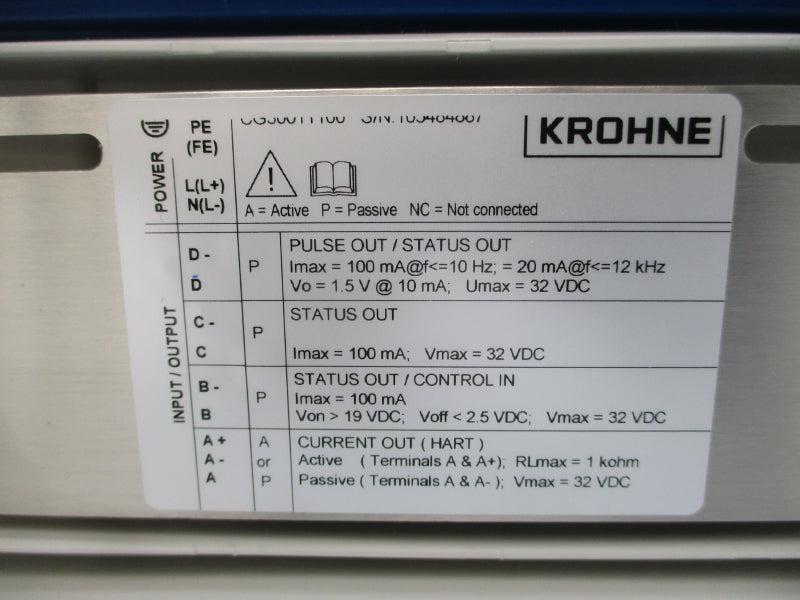 KROHNE
POWER
PE
(FE)
L(L+)
N(L-)
A = Active P = Passive NC = Not connected
INPUT / OUTPUT
D -
D
P
PULSE OUT / STATUS OUT
Imax = 100 mA@f<=10 Hz; = 20 mA@f<=12 kHz
Vo = 1.5 V @ 10 mA; Umax = 32 VDC
C -
C
P
STATUS OUT
Imax = 100 mA; Vmax = 32 VDC
B -
B
P
STATUS OUT / CONTROL IN
Imax = 100 mA
Von > 19 VDC; Voff < 2.5 VDC; Vmax = 32 VDC
A +
A -
A
A
or
P
CURRENT OUT ( HART )
Active ( Terminals A & A+); RLmax = 1 kohm
Passive ( Terminals A & A- ); Vmax = 32 VDC